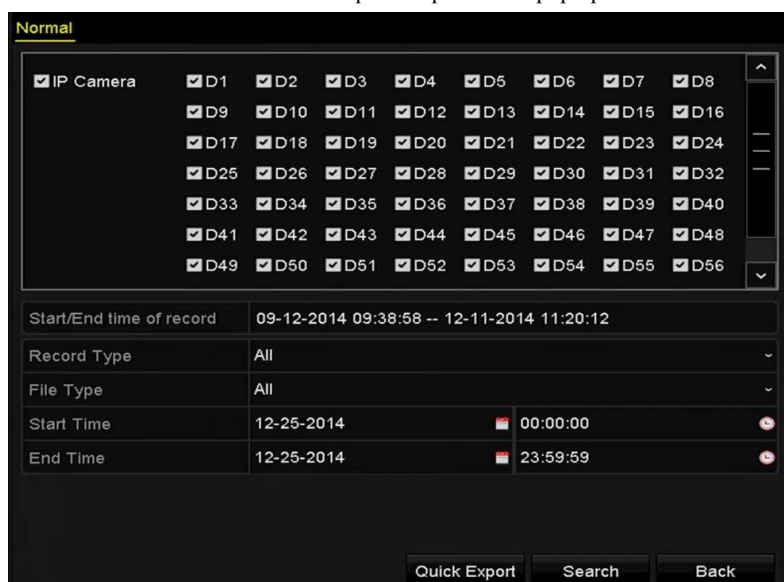 Normal
IP Camera D1 D2 D3 D4 D5 D6 D7 D8
D9 D10 D11 D12 D13 D14 D15 D16
D17 D18 D19 D20 D21 D22 D23 D24
D25 D26 D27 D28 D29 D30 D31 D32
D33 D34 D35 D36 D37 D38 D39 D40
D41 D42 D43 D44 D45 D46 D47 D48
D49 D50 D51 D52 D53 D54 D55 D56
Start/End time of record 09-12-2014 09:38:58 -- 12-11-2014 11:20:12
Record Type All
File Type All
Start Time 12-25-2014 00:00:00
End Time 12-25-2014 23:59:59
Quick Export Search Back